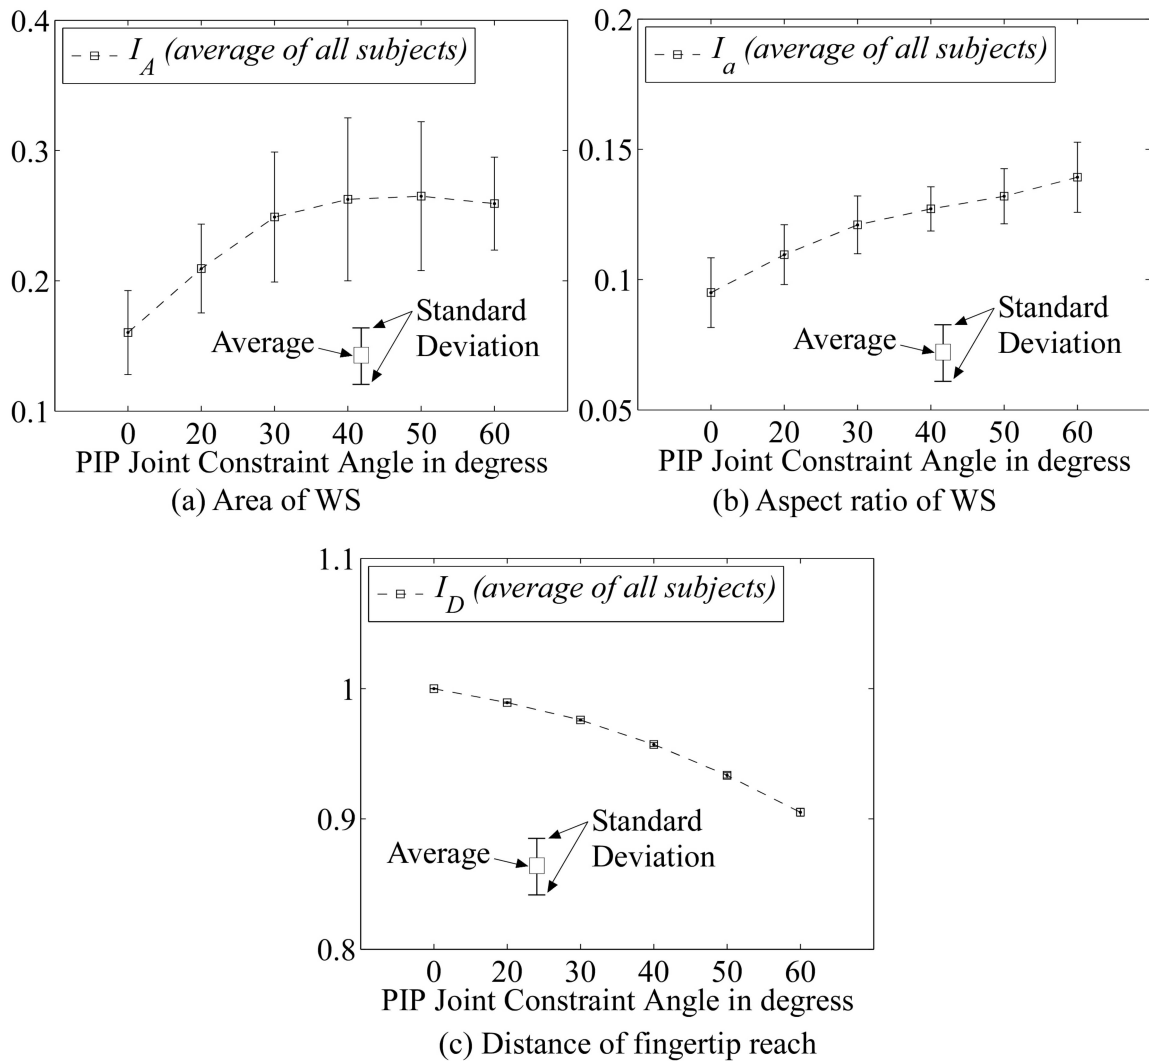 0.4
I_A (average of all subjects)
0.3
0.2
0.1
Average
Standard
Deviation
0 20 30 40 50 60
PIP Joint Constraint Angle in degress
(a) Area of WS
0.2
I_a (average of all subjects)
0.15
0.1
0.05
Average
Standard
Deviation
0 20 30 40 50 60
PIP Joint Constraint Angle in degress
(b) Aspect ratio of WS
1.1
I_D (average of all subjects)
1
0.9
0.8
Average
Standard
Deviation
0 20 30 40 50 60
PIP Joint Constraint Angle in degress
(c) Distance of fingertip reach